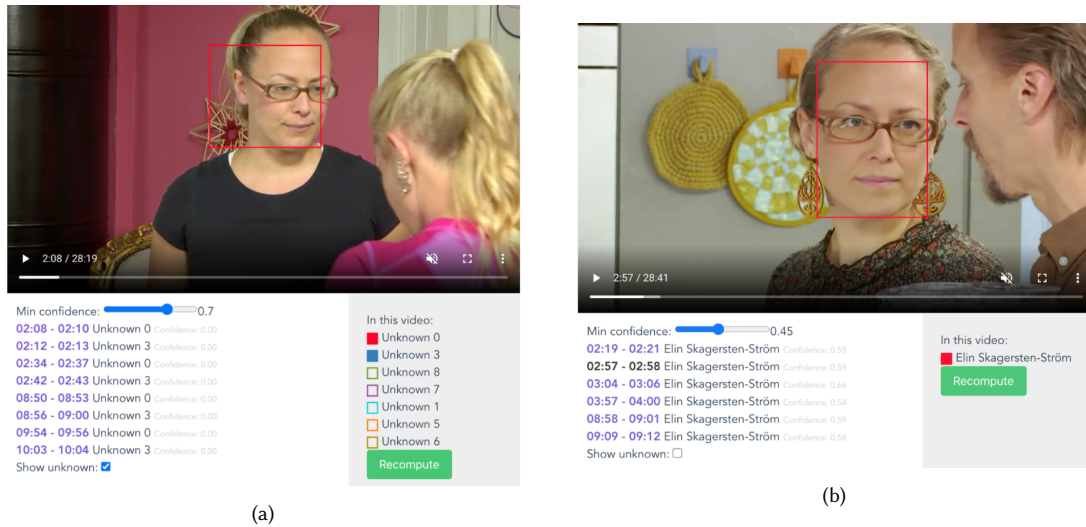 2:08 / 28:19
Min confidence: 0.7
02:08 - 02:10 Unknown 0 Confidence: 0.00
02:12 - 02:13 Unknown 3 Confidence: 0.00
02:34 - 02:37 Unknown 0 Confidence: 0.00
02:42 - 02:43 Unknown 3 Confidence: 0.00
08:50 - 08:53 Unknown 0 Confidence: 0.00
08:56 - 09:00 Unknown 3 Confidence: 0.00
09:54 - 09:56 Unknown 0 Confidence: 0.00
10:03 - 10:04 Unknown 3 Confidence: 0.00
Show unknown:
In this video:
Unknown 0
Unknown 3
Unknown 8
Unknown 7
Unknown 1
Unknown 5
Unknown 6
Recompute
(a)
2:57 / 28:41
Min confidence: 0.45
02:19 - 02:21 Elin Skagersten-Ström Confidence: 0.55
02:57 - 02:58 Elin Skagersten-Ström Confidence: 0.59
03:04 - 03:06 Elin Skagersten-Ström Confidence: 0.66
03:57 - 04:00 Elin Skagersten-Ström Confidence: 0.54
08:58 - 09:01 Elin Skagersten-Ström Confidence: 0.59
09:09 - 09:12 Elin Skagersten-Ström Confidence: 0.58
Show unknown:
In this video:
Elin Skagersten-Ström
Recompute
(b)